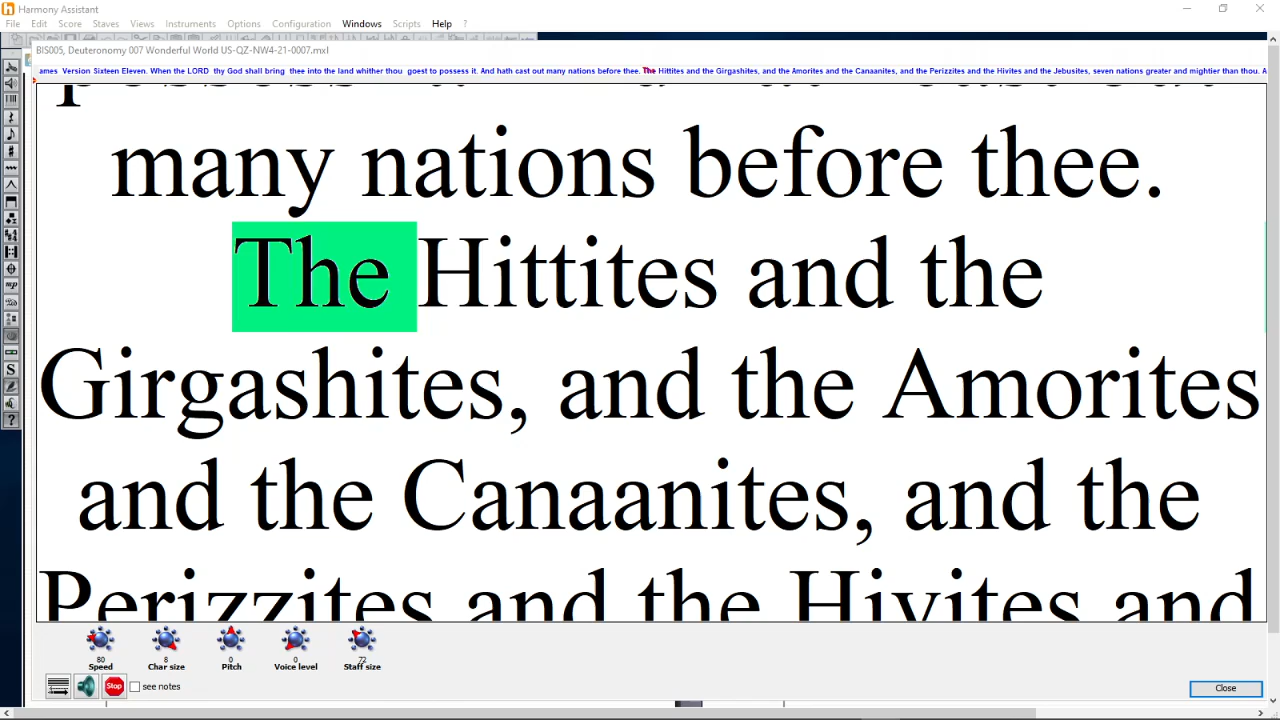 Harmony Assistant
File Edit Score Staves Views Instruments Options Configuration Windows Scripts Help ?
BIS005, Deuteronomy 007 Wonderful World US-QZ-NW4-21-0007.mxl
ames Version Sixteen Eleven. When the LORD thy God shall bring thee into the land whither thou goest to possess it. And hath cast out many nations before thee. The Hittites and the Girgashites, and the Amorites and the Canaanites, and the Perizzites and the Hivites and the Jebusites, seven nations greater and mightier than thou. A
many nations before thee.
The Hittites and the
Girgashites, and the Amorites
and the Canaanites, and the
Perizzites and the Hivites and
80 8 0 0 72
Speed Char size Pitch Voice level Staff size
Stop see notes Close